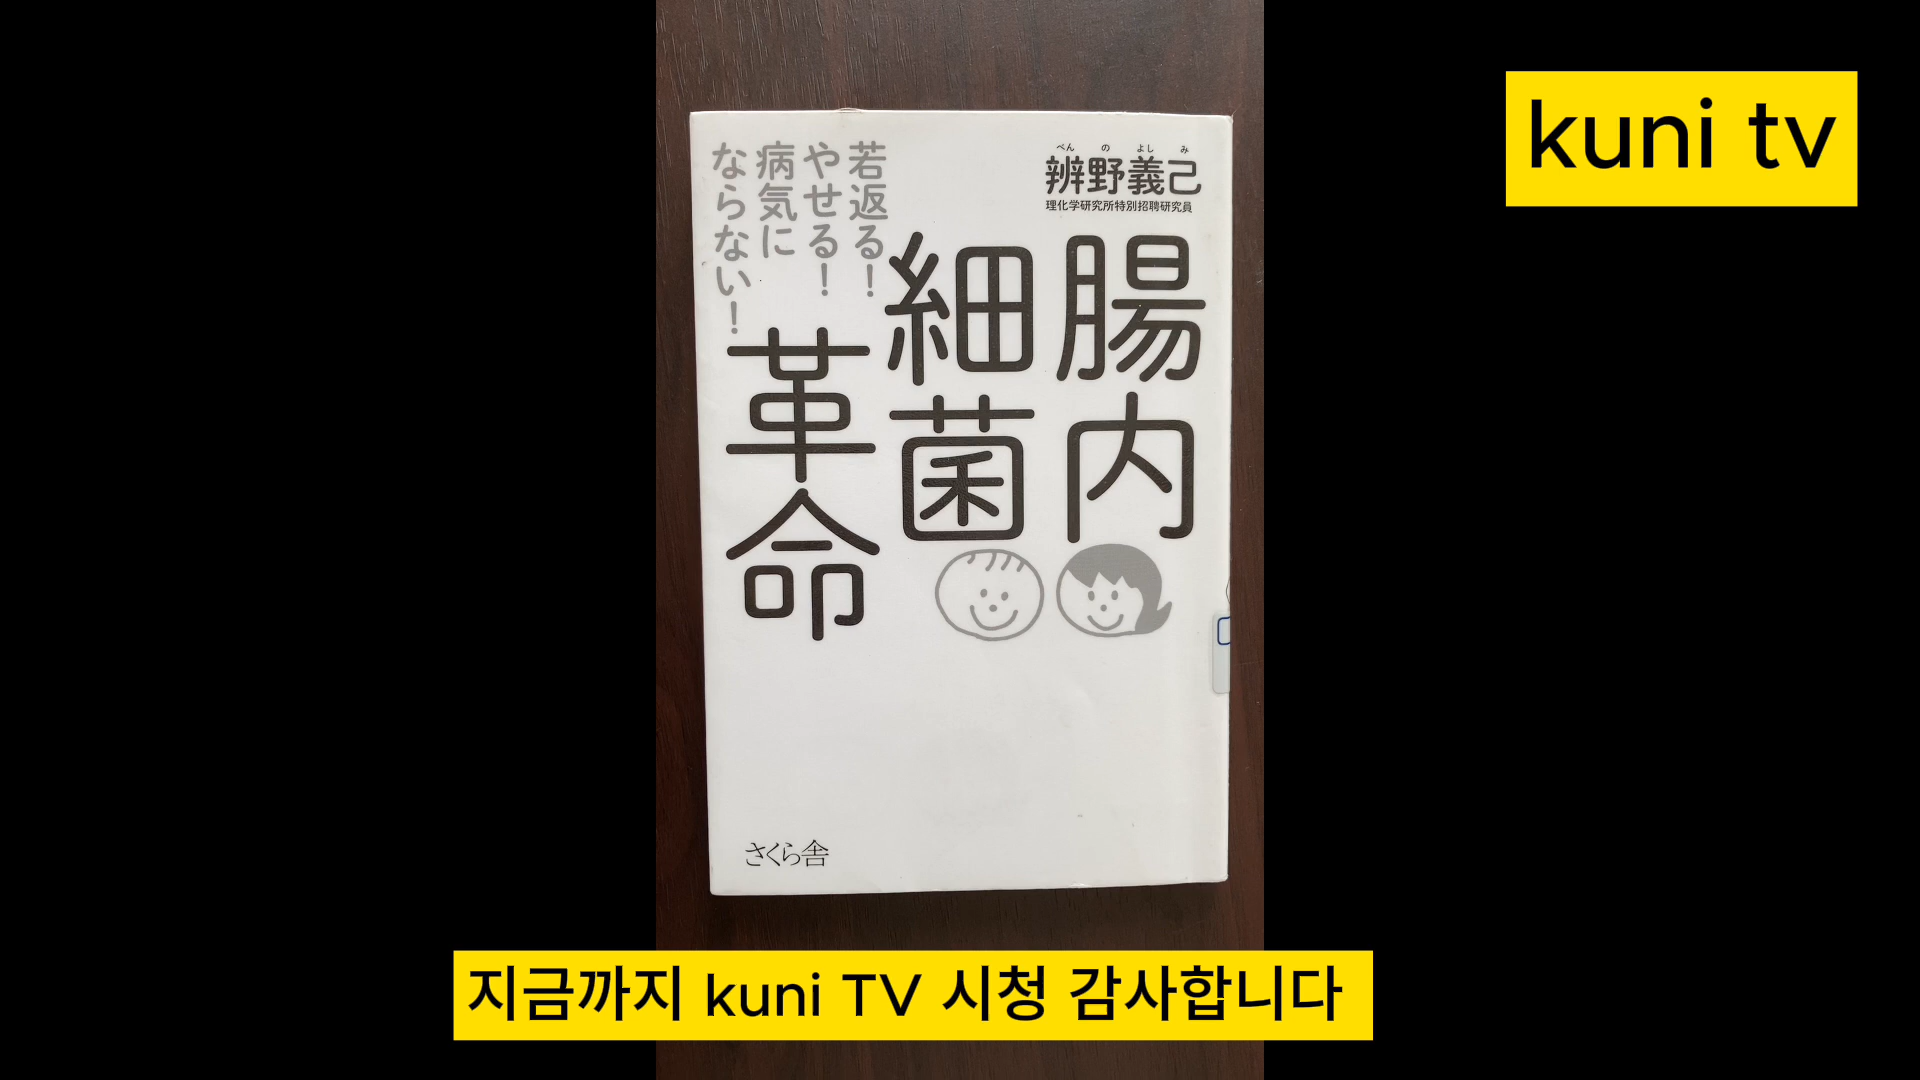 kuni tv
べんのよしみ
辨野義己
理化学研究所特別招聘研究員
腸内
細菌
革命
若返る！
やせる！
病気に
ならない！
さくら舎
지금까지 kuni TV 시청 감사합니다